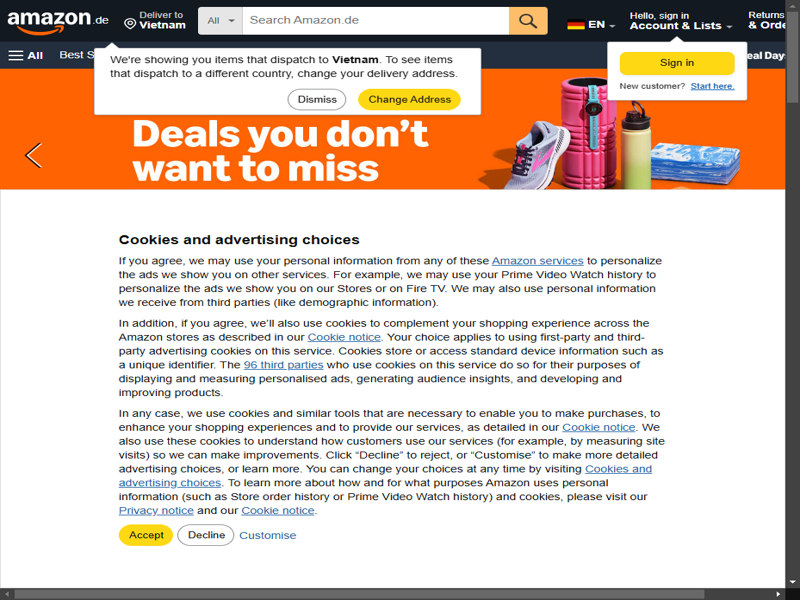 amazon.de
Deliver to
Vietnam
All
Search Amazon.de
EN
Hello, sign in
Account & Lists
Returns
All
Best
We're showing you items that dispatch to Vietnam. To see items
that dispatch to a different country, change your delivery address.
Dismiss
Change Address
Sign in
New customer? Start here.
Days
Deals you don't
want to miss
Cookies and advertising choices
If you agree, we may use your personal information from any of these Amazon services to personalize
the ads we show you on other services. For example, we may use your Prime Video Watch history to
personalize the ads we show you on our Stores or on Fire TV. We may also use personal information
we receive from third parties (like demographic information).
In addition, if you agree, we'll also use cookies to complement your shopping experience across the
Amazon stores as described in our Cookie notice. Your choice applies to using first-party and third-
party advertising cookies on this service. Cookies store or access standard device information such as
a unique identifier. The 96 third parties who use cookies on this service do so for their purposes of
displaying and measuring personalised ads, generating audience insights, and developing and
improving products.
In any case, we use cookies and similar tools that are necessary to enable you to make purchases, to
enhance your shopping experiences and to provide our services, as detailed in our Cookie notice. We
also use these cookies to understand how customers use our services (for example, by measuring site
visits) so we can make improvements. Click “Decline” to reject, or “Customise” to make more detailed
advertising choices, or learn more. You can change your choices at any time by visiting Cookies and
advertising choices. To learn more about how and for what purposes Amazon uses personal
information (such as Store order history or Prime Video Watch history) and cookies, please visit our
Privacy notice and our Cookie notice.
Accept
Decline
Customise